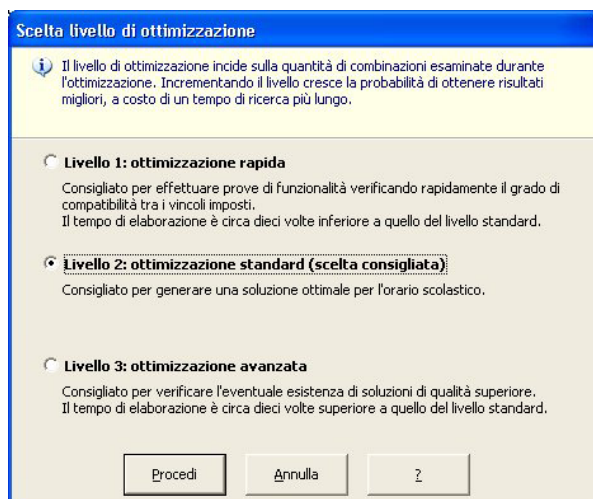 Scelta livello di ottimizzazione
Il livello di ottimizzazione incide sulla quantità di combinazioni esaminate durante
l'ottimizzazione. Incrementando il livello cresce la probabilità di ottenere risultati
migliori, a costo di un tempo di ricerca più lungo.
Livello 1: ottimizzazione rapida
Consigliato per effettuare prove di funzionalità verificando rapidamente il grado di
compatibilità tra i vincoli imposti.
Il tempo di elaborazione è circa dieci volte inferiore a quello del livello standard.
Livello 2: ottimizzazione standard (scelta consigliata)
Consigliato per generare una soluzione ottimale per l'orario scolastico.
Livello 3: ottimizzazione avanzata
Consigliato per verificare l'eventuale esistenza di soluzioni di qualità superiore.
Il tempo di elaborazione è circa dieci volte superiore a quello del livello standard.
Procedi Annulla ?